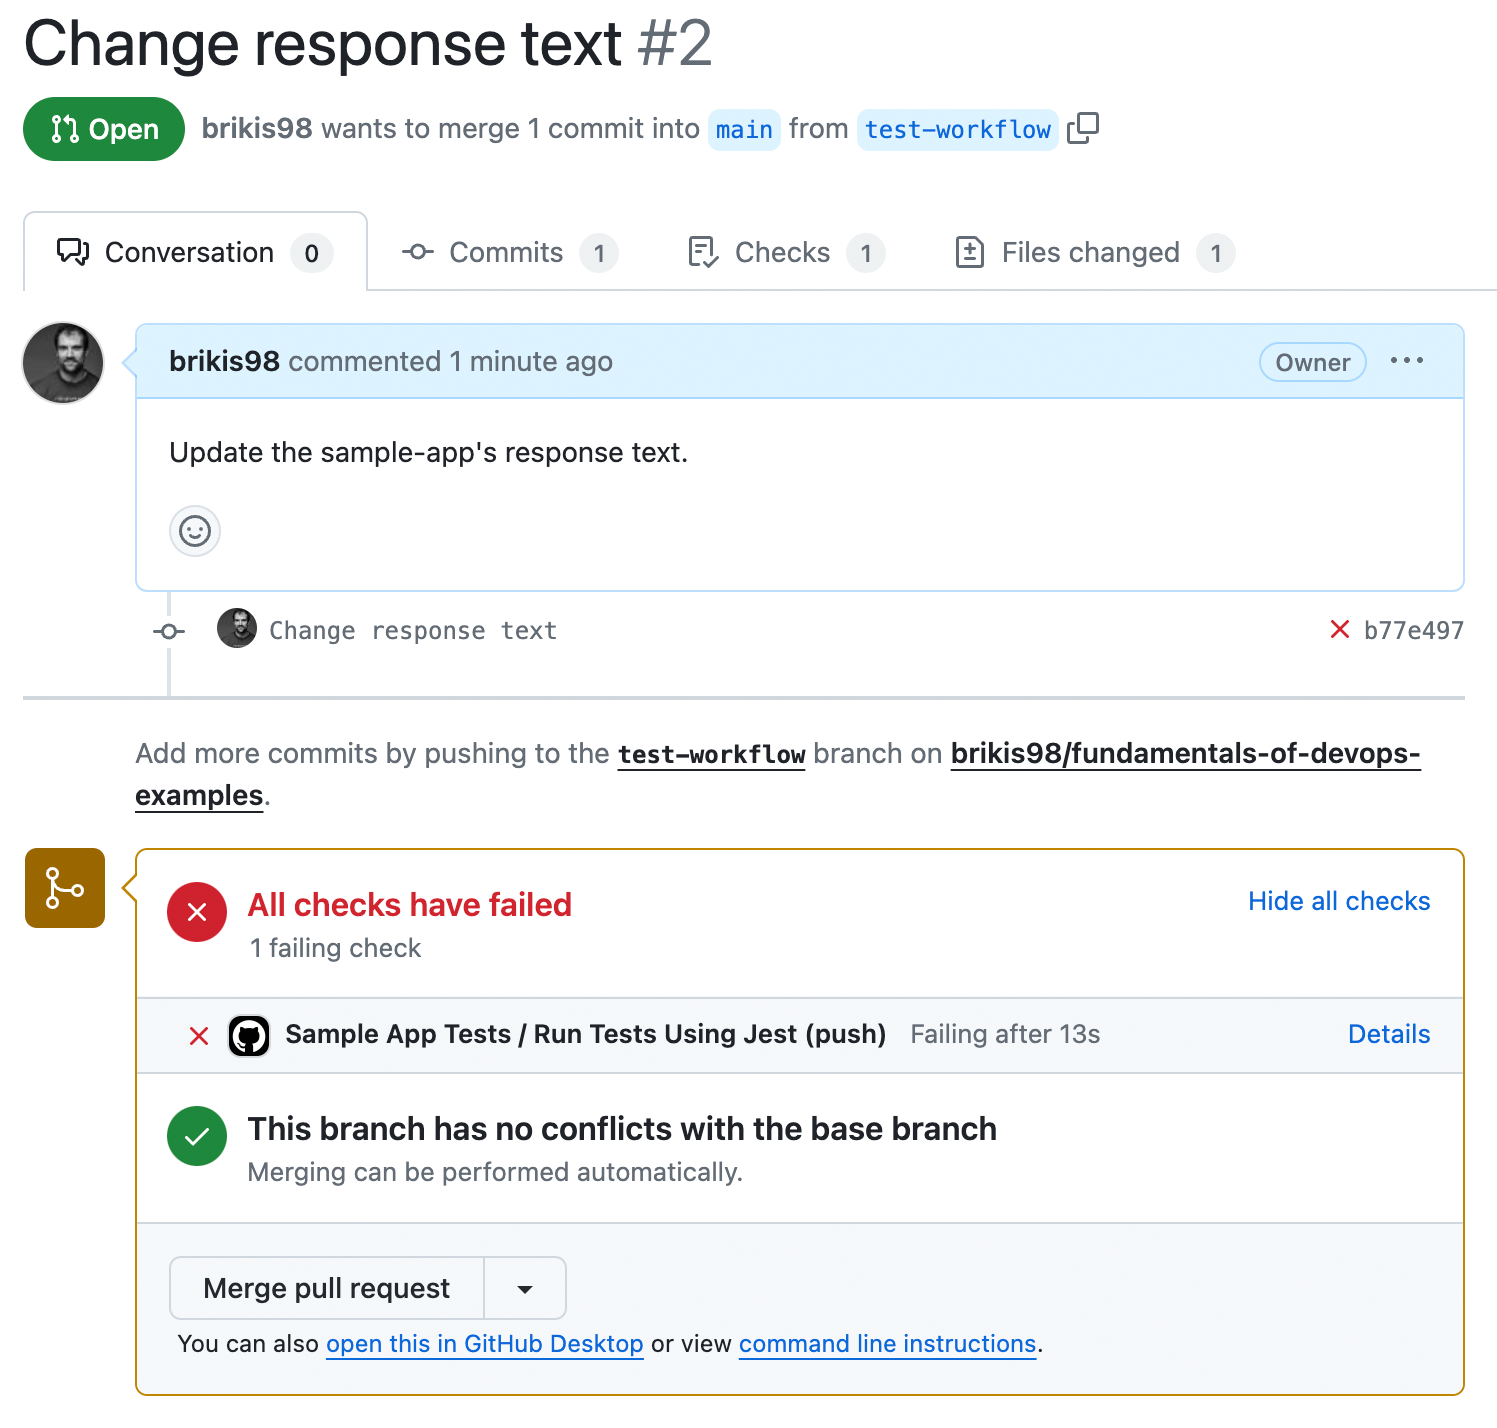 Change response text #2
Open brikis98 wants to merge 1 commit into main from test-workflow
Conversation 0 Commits 1 Checks 1 Files changed 1
brikis98 commented 1 minute ago Owner ...
Update the sample-app's response text.
Change response text b77e497
Add more commits by pushing to the test-workflow branch on brikis98/fundamentals-of-devops-
examples.
All checks have failed Hide all checks
1 failing check
Sample App Tests / Run Tests Using Jest (push) Failing after 13s Details
This branch has no conflicts with the base branch
Merging can be performed automatically.
Merge pull request
You can also open this in GitHub Desktop or view command line instructions.